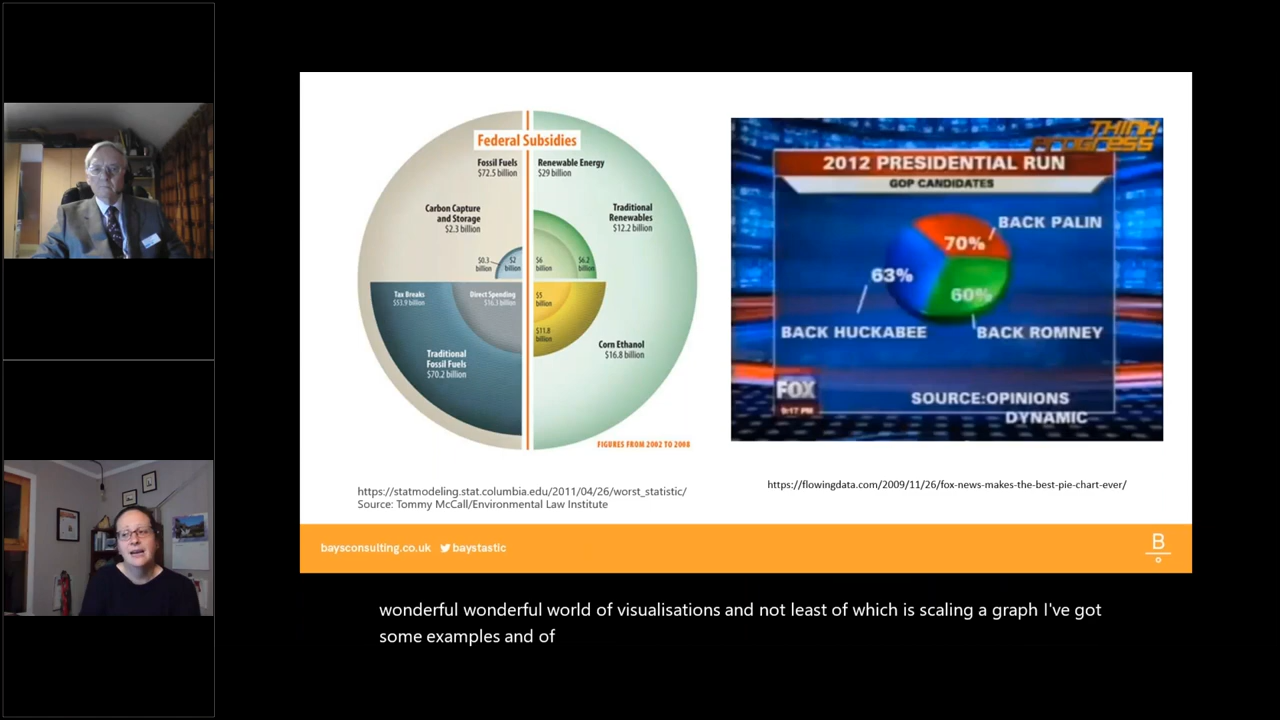 Federal Subsidies
Fossil Fuels
$72.5 billion
Renewable Energy
$29 billion
Carbon Capture
and Storage
$2.3 billion
Traditional
Renewables
$12.2 billion
$0.3
billion
$2
billion
$6
billion
$6.2
billion
Tax Breaks
$53.9 billion
Direct Spending
$16.3 billion
$5
billion
$11.8
billion
Traditional
Fossil Fuels
$70.2 billion
Corn Ethanol
$16.8 billion
FIGURES FROM 2002 TO 2008
https://statmodeling.stat.columbia.edu/2011/04/26/worst_statistic/
Source: Tommy McCall/Environmental Law Institute
THINK
PROGRESS
2012 PRESIDENTIAL RUN
GOP CANDIDATES
BACK PALIN
70%
63%
60%
BACK HUCKABEE
BACK ROMNEY
FOX
9:17 PM
SOURCE:OPINIONS
DYNAMIC
https://flowingdata.com/2009/11/26/fox-news-makes-the-best-pie-chart-ever/
baysconsulting.co.uk baystastic
B
wonderful wonderful world of visualisations and not least of which is scaling a graph I've got
some examples and of